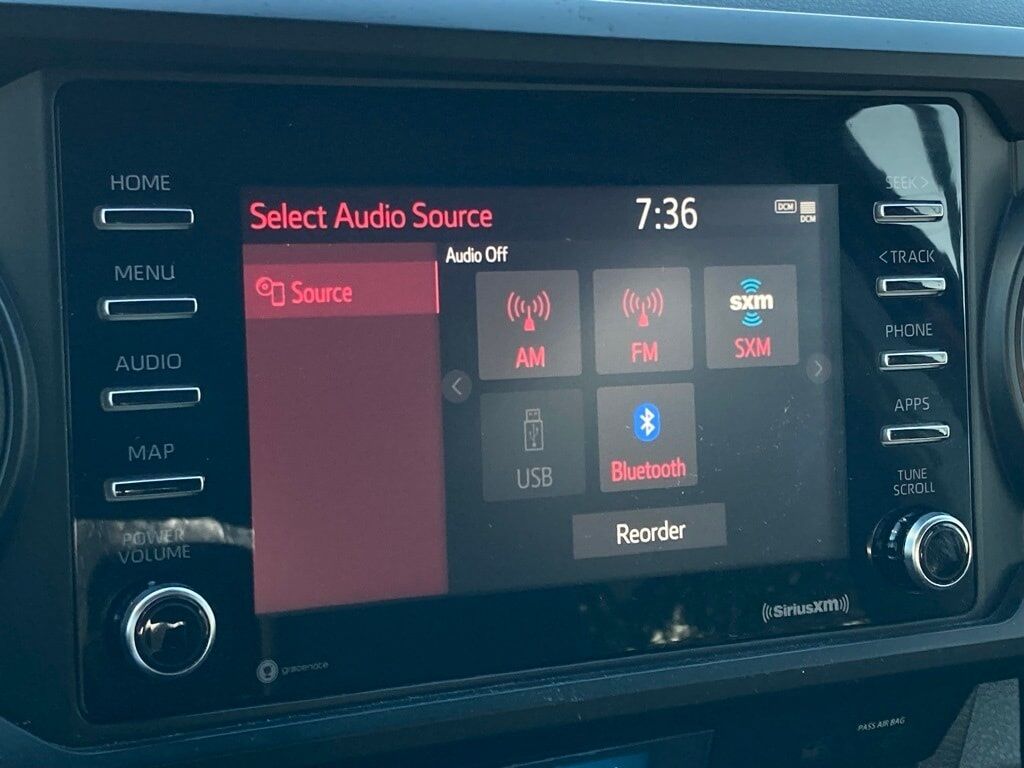 HOME
MENU
AUDIO
MAP
POWER
VOLUME
Select Audio Source
7:36
DCM
DCM
Source
Audio Off
AM
FM
sxm
SXM
USB
Bluetooth
Reorder
SEEK >
< TRACK
PHONE
APPS
TUNE
SCROLL
((SiriusXM))
gracenote
PASS AIR BAG